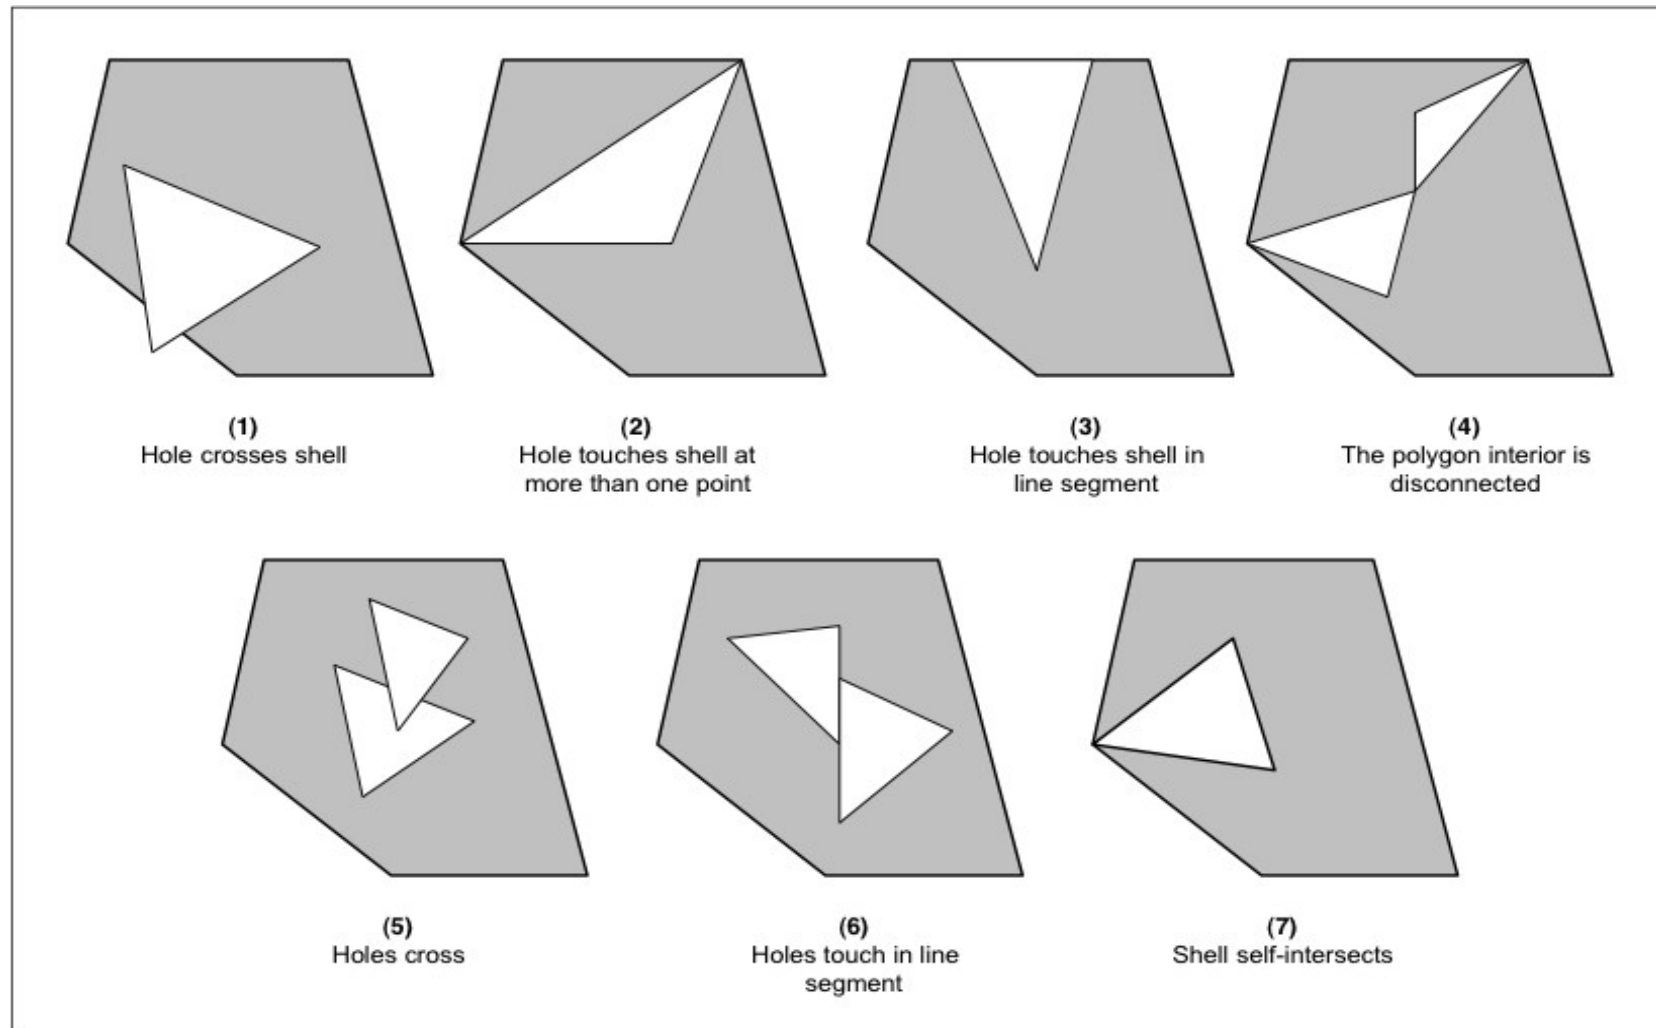 (1)
Hole crosses shell
(2)
Hole touches shell at
more than one point
(3)
Hole touches shell in
line segment
(4)
The polygon interior is
disconnected
(5)
Holes cross
(6)
Holes touch in line
segment
(7)
Shell self-intersects